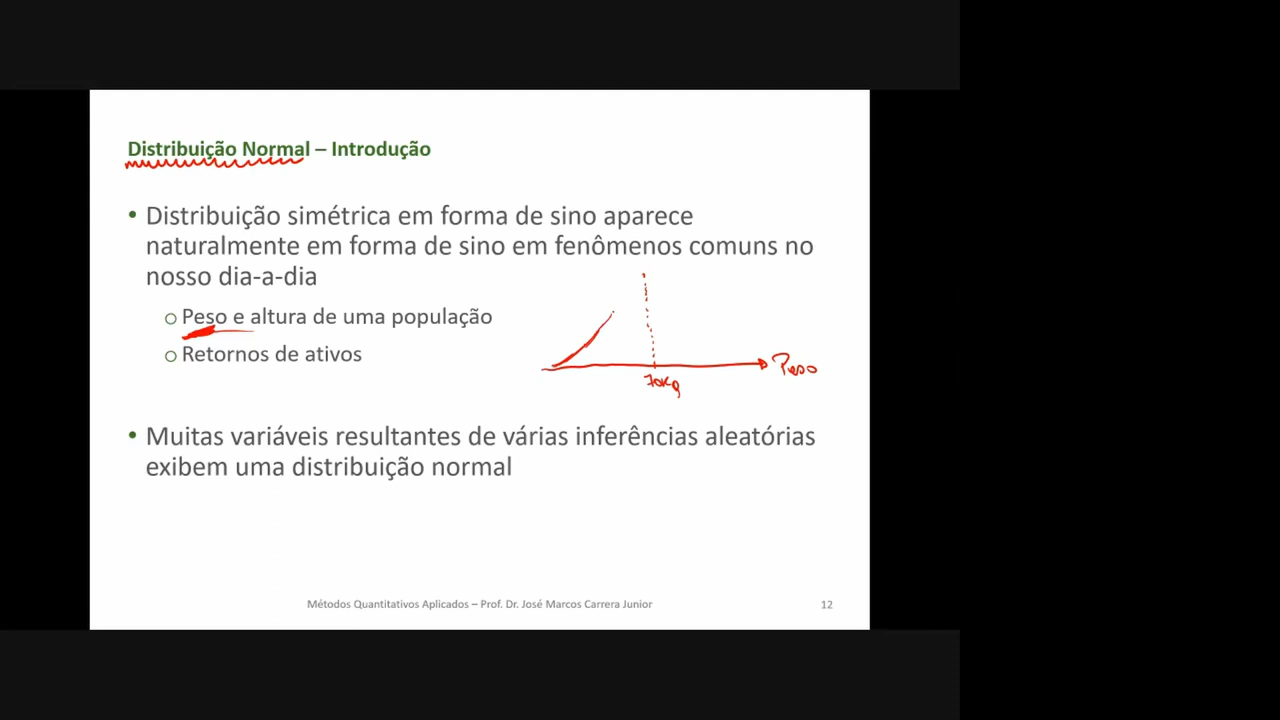 Distribuição Normal – Introdução
• Distribuição simétrica em forma de sino aparece
naturalmente em forma de sino em fenômenos comuns no
nosso dia-a-dia
o Peso e altura de uma população
o Retornos de ativos
70Kg
Peso
• Muitas variáveis resultantes de várias inferências aleatórias
exibem uma distribuição normal
Métodos Quantitativos Aplicados – Prof. Dr. José Marcos Carrera Junior
12